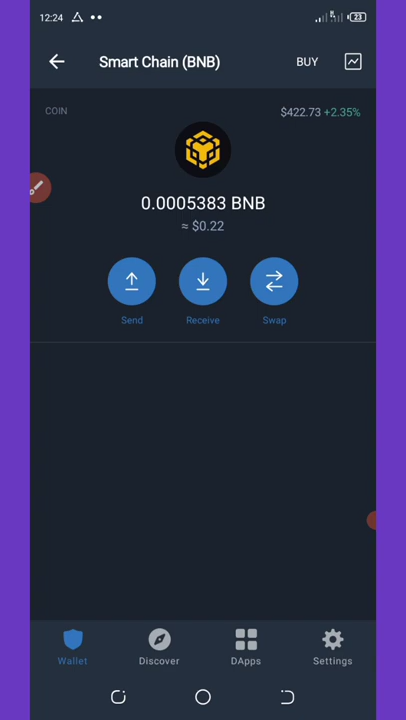 12:24
23
Smart Chain (BNB)
BUY
COIN
$422.73 +2.35%
0.0005383 BNB
≈ $0.22
Send
Receive
Swap
Wallet
Discover
DApps
Settings